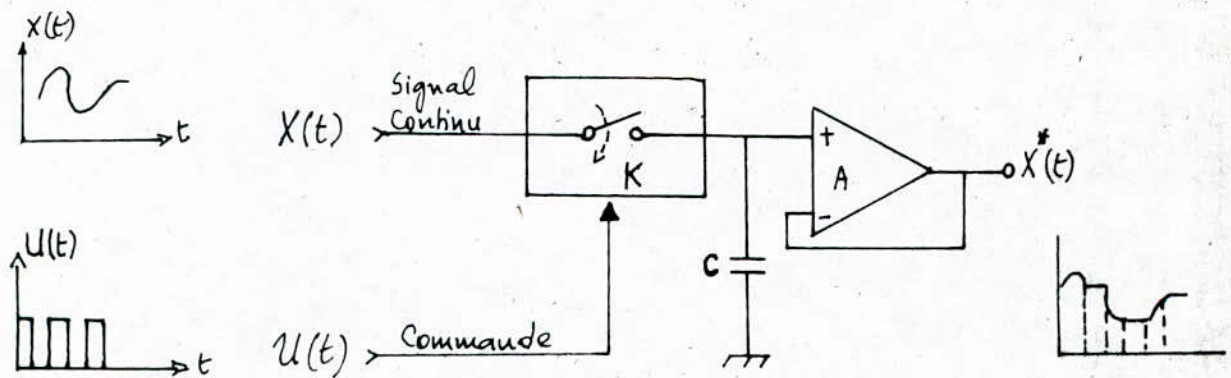 X(t)
t
X(t)
Signal
Continu
K
+
A
-
X*(t)
C
U(t)
t
U(t)
Commande